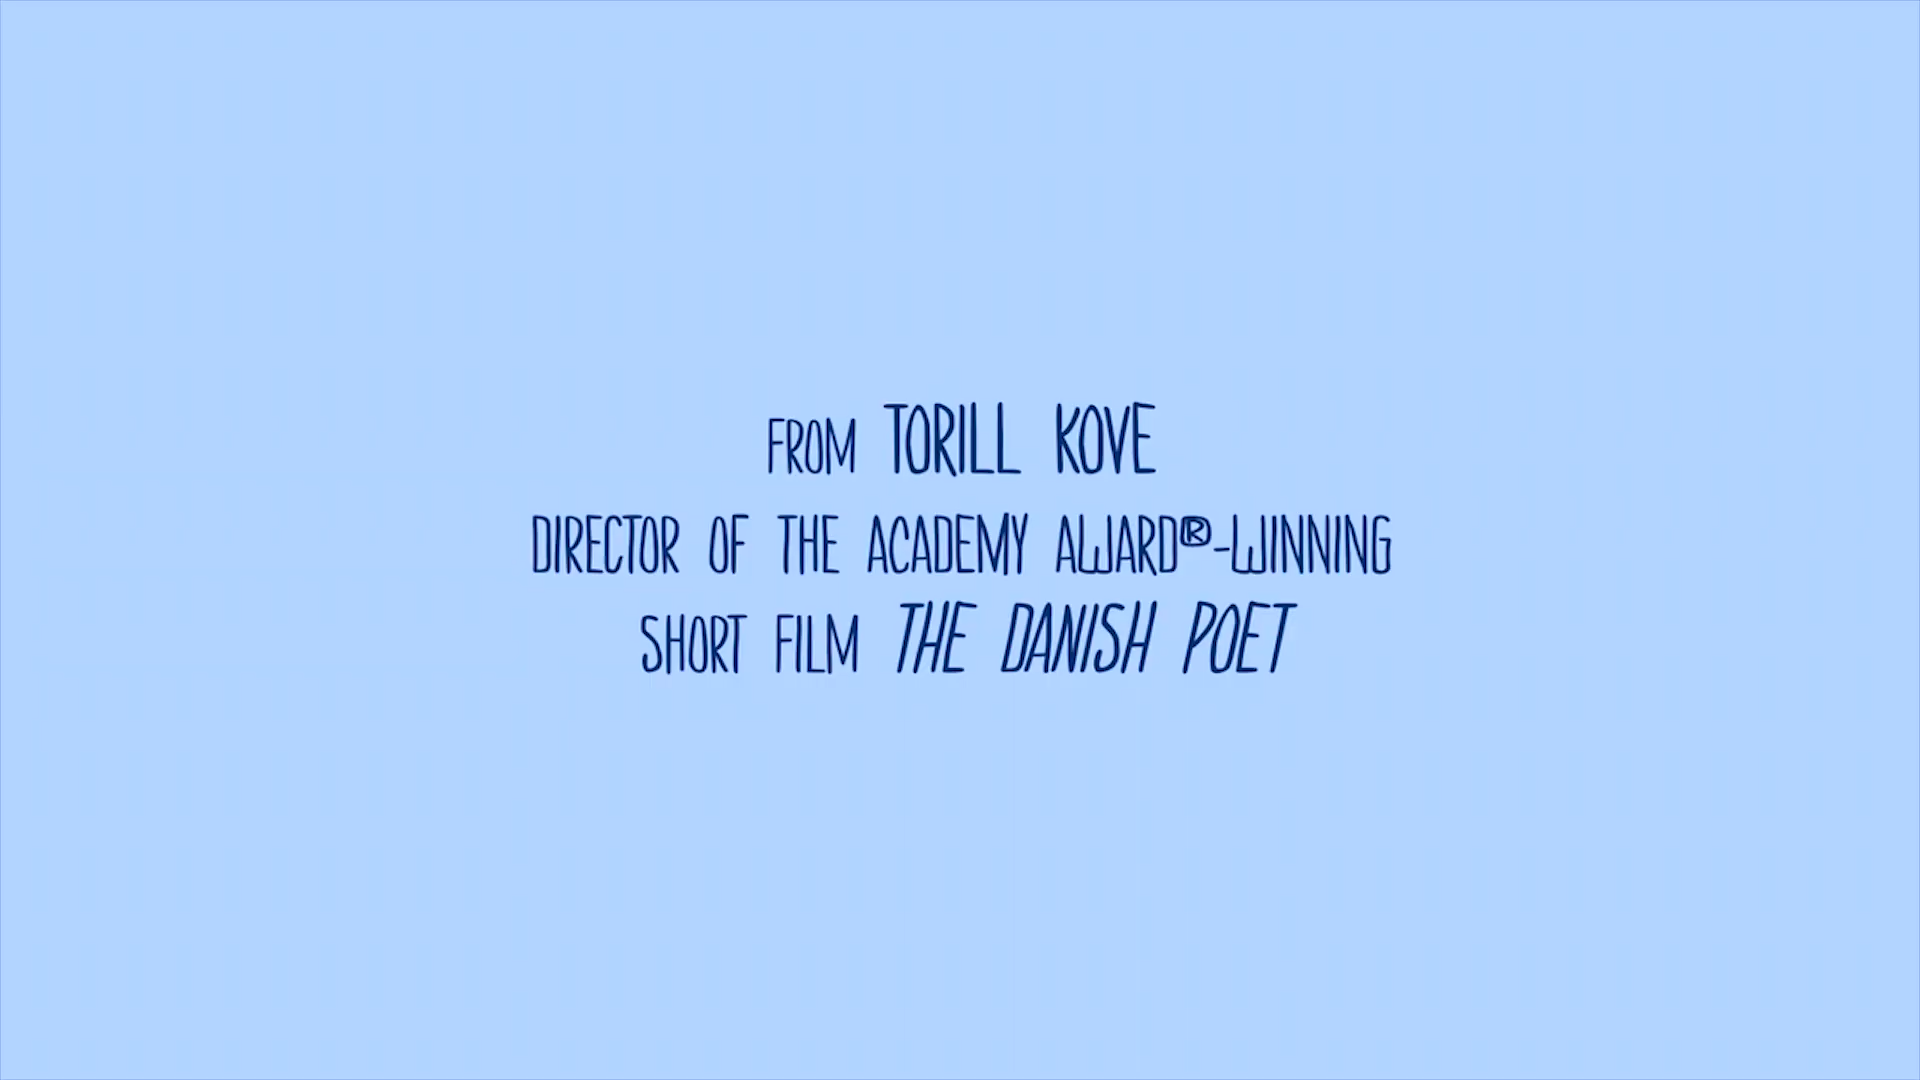 FROM TORILL KOVE
DIRECTOR OF THE ACADEMY AWARD®-WINNING
SHORT FILM THE DANISH POET